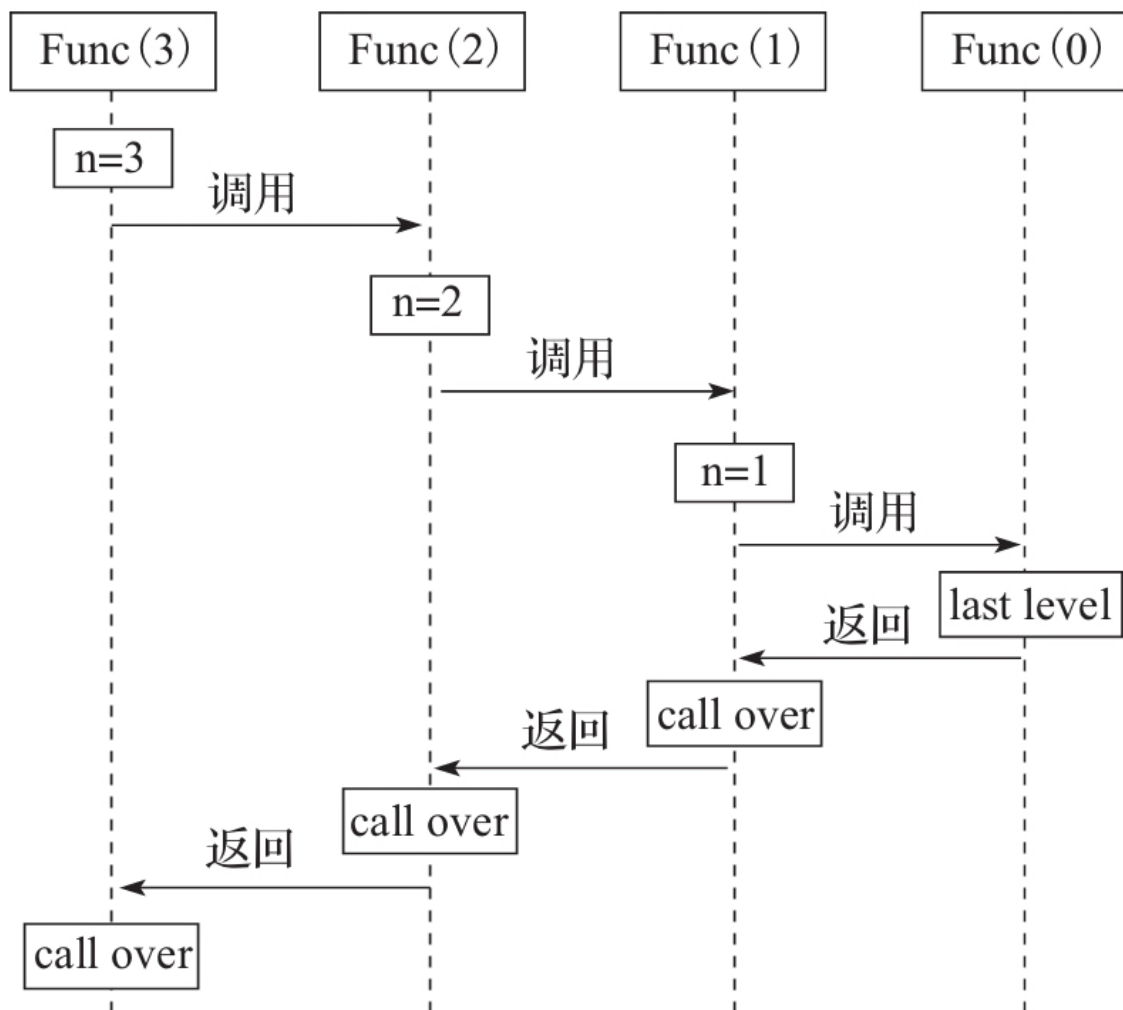 Func(3) Func(2) Func(1) Func(0)
n=3
调用
n=2
调用
n=1
调用
last level
返回
call over
返回
call over
返回
call over